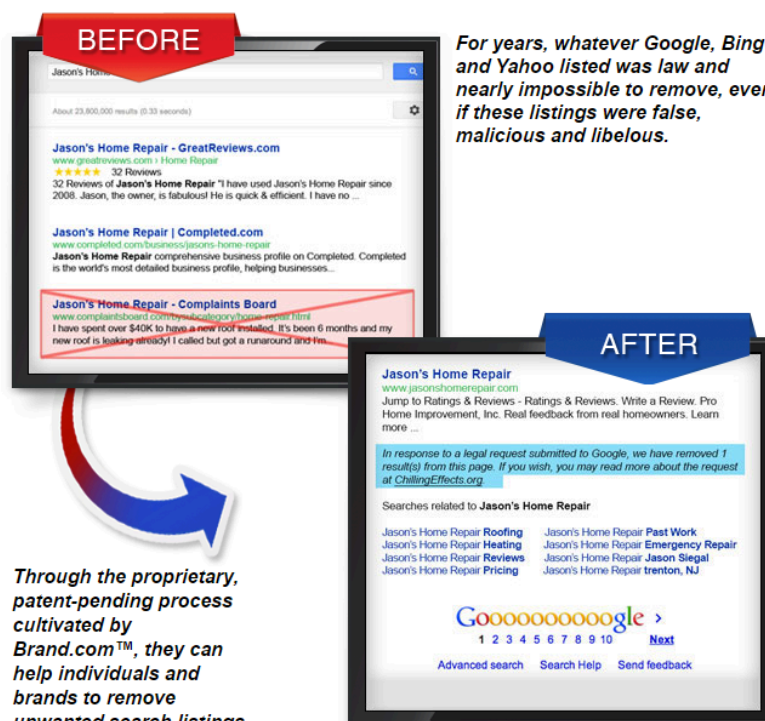 BEFORE
For years, whatever Google, Bing
and Yahoo listed was law and
nearly impossible to remove, even
if these listings were false,
malicious and libelous.
Jason's Home
About 23,800,000 results (0.33 seconds)
Jason's Home Repair - GreatReviews.com
www.greatreviews.com › Home Repair
32 Reviews
32 Reviews of Jason's Home Repair "I have used Jason's Home Repair since
2008. Jason, the owner, is fabulous! He is quick & efficient. I have no ...
Jason's Home Repair | Completed.com
www.completed.com/business/jasons-home-repair
Jason's Home Repair comprehensive business profile on Completed. Completed
is the world's most detailed business profile, helping businesses...
Jason's Home Repair - Complaints Board
www.complaintsboard.com/bysubcategory/home-repair.html
I have spent over $40K to have a new roof installed. It's been 6 months and my
new roof is leaking already! I called but got a runaround and I'm
AFTER
Jason's Home Repair
www.jasonshomerepair.com
Jump to Ratings & Reviews - Ratings & Reviews. Write a Review. Pro
Home Improvement, Inc. Real feedback from real homeowners. Learn
more ...
In response to a legal request submitted to Google, we have removed 1
result(s) from this page. If you wish, you may read more about the request
at ChillingEffects.org.
Searches related to Jason's Home Repair
Jason's Home Repair Roofing Jason's Home Repair Past Work
Jason's Home Repair Heating Jason's Home Repair Emergency Repair
Jason's Home Repair Reviews Jason's Home Repair Jason Siegal
Jason's Home Repair Pricing Jason's Home Repair trenton, NJ
Goooooooooogle >
1 2 3 4 5 6 7 8 9 10 Next
Advanced search Search Help Send feedback
Through the proprietary,
patent-pending process
cultivated by
Brand.com™, they can
help individuals and
brands to remove
unwanted search listings